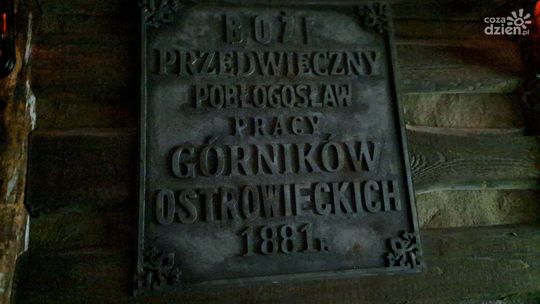 BOŻE
PRZEDWIECZNY
POBŁOGOSŁAW
PRACY
GÓRNIKÓW
OSTROWIECKICH
1881 r.
coza
dzien.pl